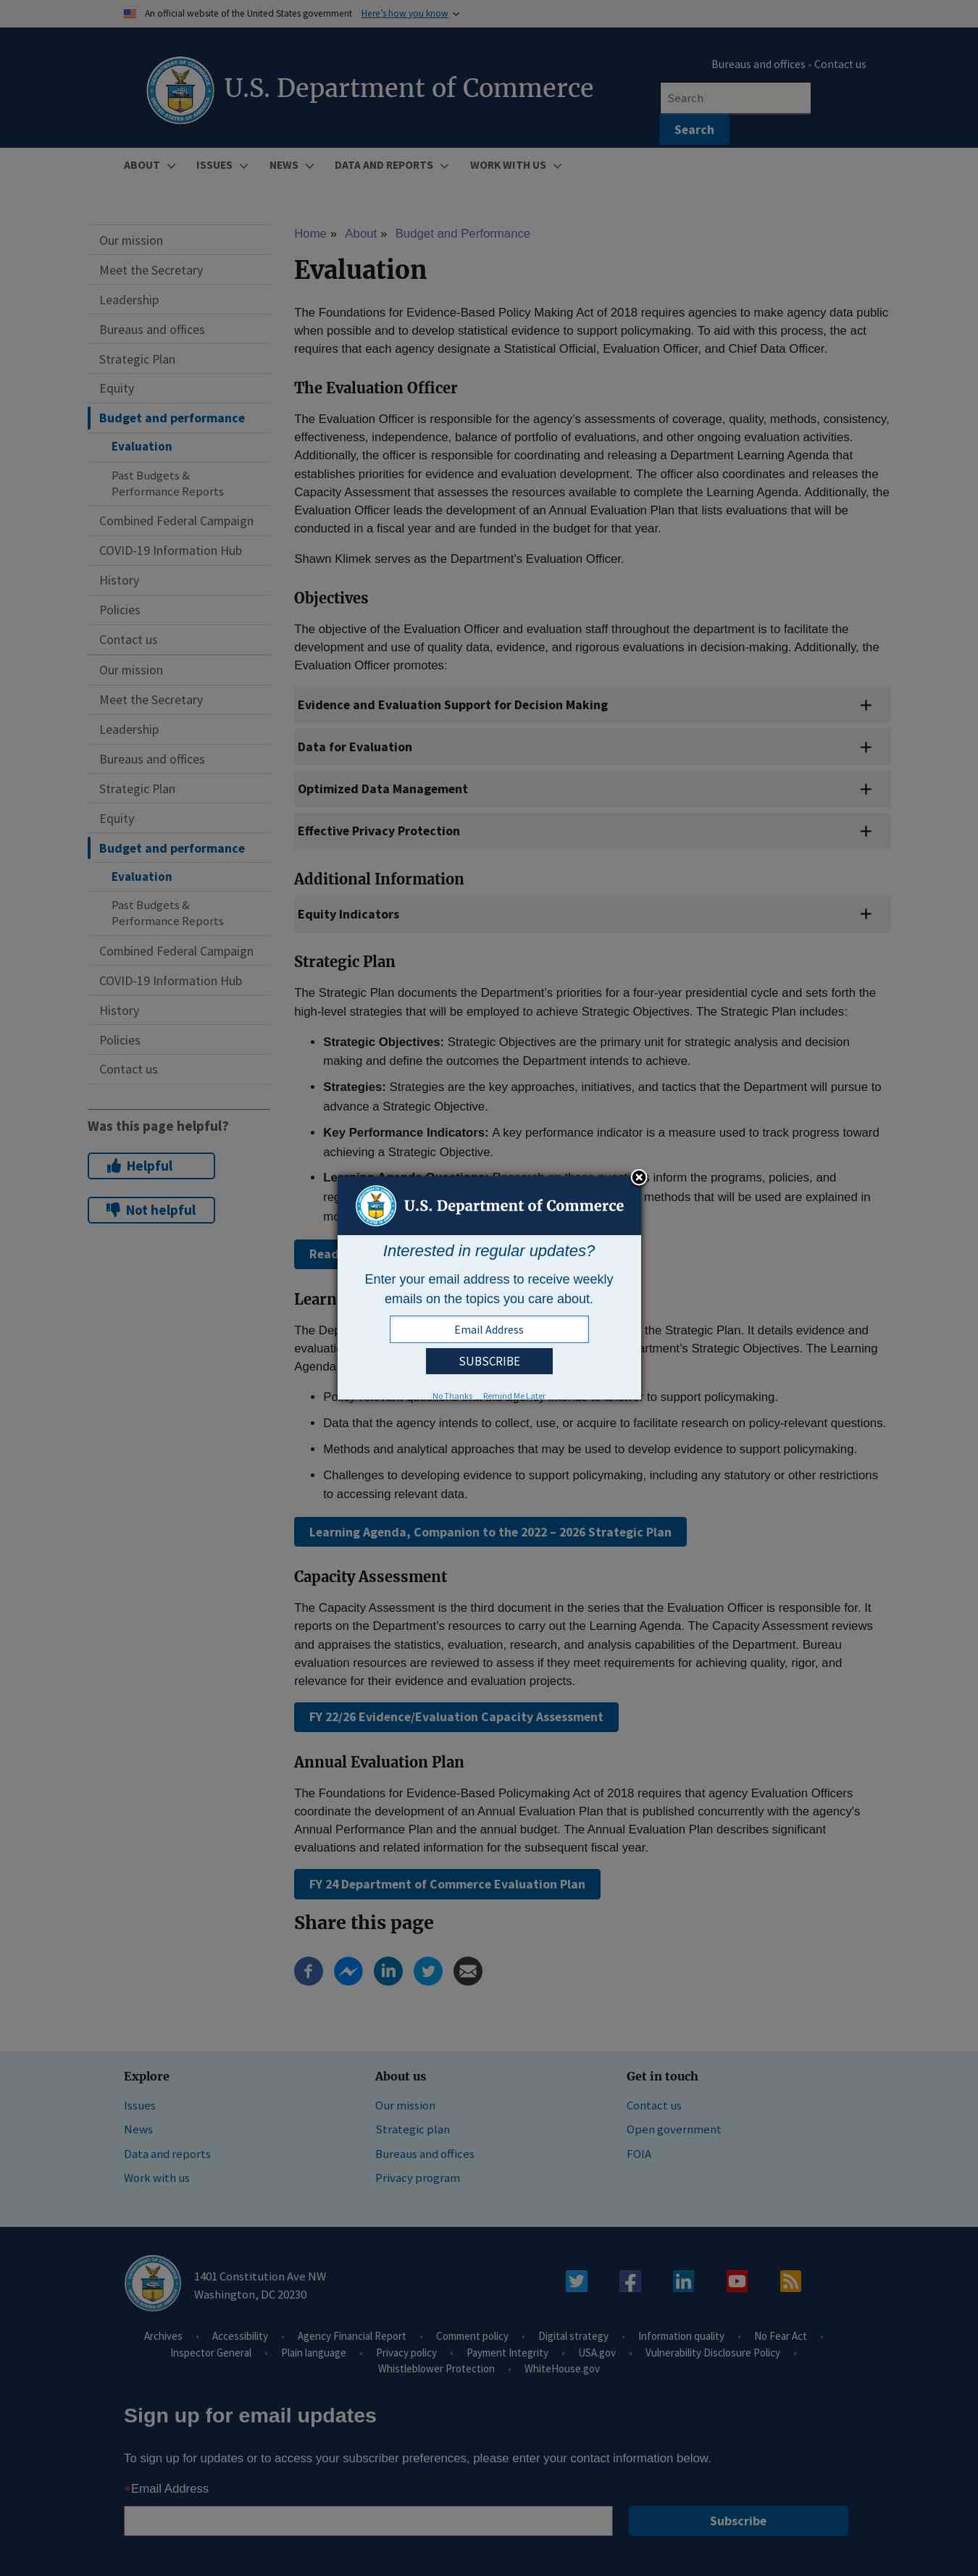 An official website of the United States government Here's how you know
U.S. Department of Commerce
Bureaus and offices • Contact us
Search
Search
ABOUT ISSUES NEWS DATA AND REPORTS WORK WITH US
Our mission
Meet the Secretary
Leadership
Bureaus and offices
Strategic Plan
Equity
Budget and performance
Evaluation
Past Budgets &
Performance Reports
Combined Federal Campaign
COVID-19 Information Hub
History
Policies
Contact us
Our mission
Meet the Secretary
Leadership
Bureaus and offices
Strategic Plan
Equity
Budget and performance
Evaluation
Past Budgets &
Performance Reports
Combined Federal Campaign
COVID-19 Information Hub
History
Policies
Contact us
Was this page helpful?
Helpful
Not helpful
Home » About » Budget and Performance
Evaluation
The Foundations for Evidence-Based Policy Making Act of 2018 requires agencies to make agency data public
when possible and to develop statistical evidence to support policymaking. To aid with this process, the act
requires that each agency designate a Statistical Official, Evaluation Officer, and Chief Data Officer.
The Evaluation Officer
The Evaluation Officer is responsible for the agency's assessments of coverage, quality, methods, consistency,
effectiveness, independence, balance of portfolio of evaluations, and other ongoing evaluation activities.
Additionally, the officer is responsible for coordinating and releasing a Department Learning Agenda that
establishes priorities for evidence and evaluation development. The officer also coordinates and releases the
Capacity Assessment that assesses the resources available to complete the Learning Agenda. Additionally, the
Evaluation Officer leads the development of an Annual Evaluation Plan that lists evaluations that will be
conducted in a fiscal year and are funded in the budget for that year.
Shawn Klimek serves as the Department's Evaluation Officer.
Objectives
The objective of the Evaluation Officer and evaluation staff throughout the department is to facilitate the
development and use of quality data, evidence, and rigorous evaluations in decision-making. Additionally, the
Evaluation Officer promotes:
Evidence and Evaluation Support for Decision Making
Data for Evaluation
Optimized Data Management
Effective Privacy Protection
Additional Information
Equity Indicators
Strategic Plan
The Strategic Plan documents the Department's priorities for a four-year presidential cycle and sets forth the
high-level strategies that will be employed to achieve Strategic Objectives. The Strategic Plan includes:
• Strategic Objectives: Strategic Objectives are the primary unit for strategic analysis and decision
making and define the outcomes the Department intends to achieve.
• Strategies: Strategies are the key approaches, initiatives, and tactics that the Department will pursue to
advance a Strategic Objective.
• Key Performance Indicators: A key performance indicator is a measure used to track progress toward
achieving a Strategic Objective.
inform the programs, policies, and
methods that will be used are explained in
Read
U.S. Department of Commerce
Interested in regular updates?
Enter your email address to receive weekly
emails on the topics you care about.
Email Address
SUBSCRIBE
No Thanks Remind Me Later
Learn
The De the Strategic Plan. It details evidence and
Strategic Objectives. The Learning
Agenda
to support policymaking.
• Data that the agency intends to collect, use, or acquire to facilitate research on policy-relevant questions.
• Methods and analytical approaches that may be used to develop evidence to support policymaking.
• Challenges to developing evidence to support policymaking, including any statutory or other restrictions
to accessing relevant data.
Learning Agenda, Companion to the 2022 – 2026 Strategic Plan
Capacity Assessment
The Capacity Assessment is the third document in the series that the Evaluation Officer is responsible for. It
reports on the Department's resources to carry out the Learning Agenda. The Capacity Assessment reviews
and appraises the statistics, evaluation, research, and analysis capabilities of the Department. Bureau
evaluation resources are reviewed to assess if they meet requirements for achieving quality, rigor, and
relevance for their evidence and evaluation projects.
FY 22/26 Evidence/Evaluation Capacity Assessment
Annual Evaluation Plan
The Foundations for Evidence-Based Policymaking Act of 2018 requires that agency Evaluation Officers
coordinate the development of an Annual Evaluation Plan that is published concurrently with the agency's
Annual Performance Plan and the annual budget. The Annual Evaluation Plan describes significant
evaluations and related information for the subsequent fiscal year.
FY 24 Department of Commerce Evaluation Plan
Share this page
Explore
Issues
News
Data and reports
Work with us
About us
Our mission
Strategic plan
Bureaus and offices
Privacy program
Get in touch
Contact us
Open government
FOIA
1401 Constitution Ave NW
Washington, DC 20230
Archives • Accessibility • Agency Financial Report • Comment policy • Digital strategy • Information quality • No Fear Act •
Inspector General • Plain language • Privacy policy • Payment Integrity • USA.gov • Vulnerability Disclosure Policy •
Whistleblower Protection • WhiteHouse.gov
Sign up for email updates
To sign up for updates or to access your subscriber preferences, please enter your contact information below.
*Email Address
Subscribe